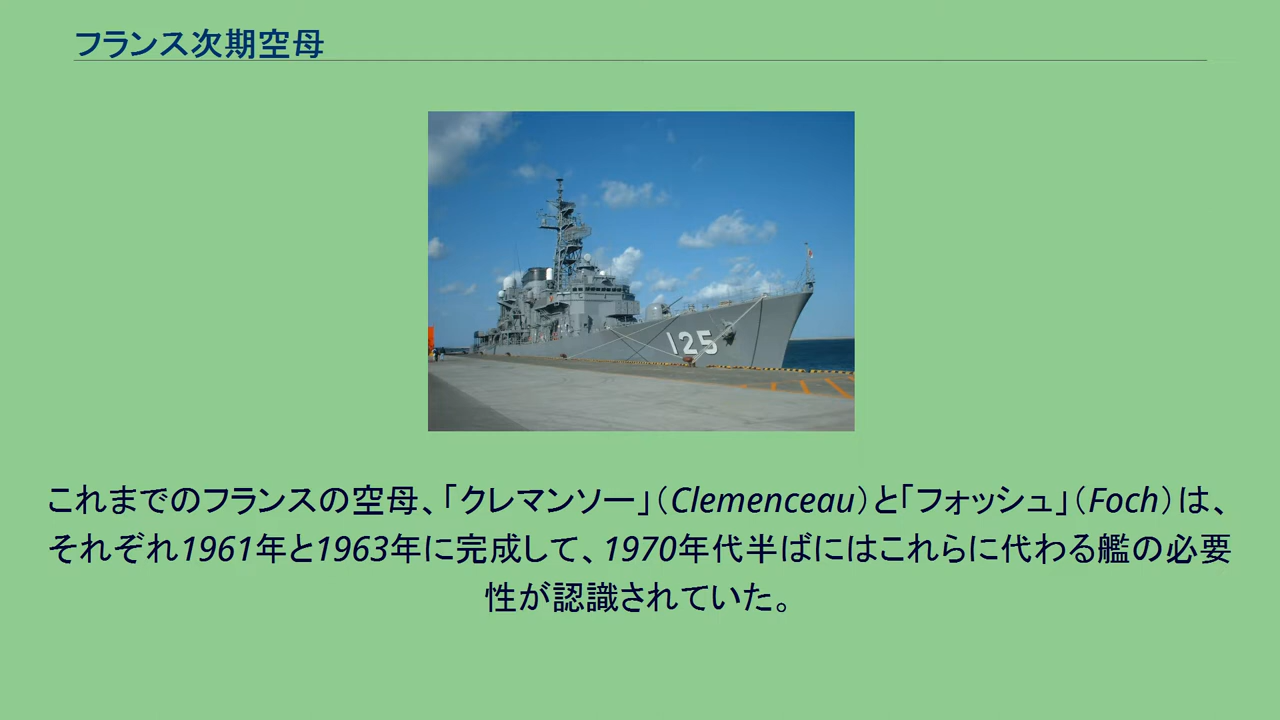 フランス次期空母
125
これまでのフランスの空母、「クレマンソー」（Clemenceau）と「フォッシュ」（Foch）は、
それぞれ1961年と1963年に完成して、1970年代半ばにはこれらに代わる艦の必要
性が認識されていた。